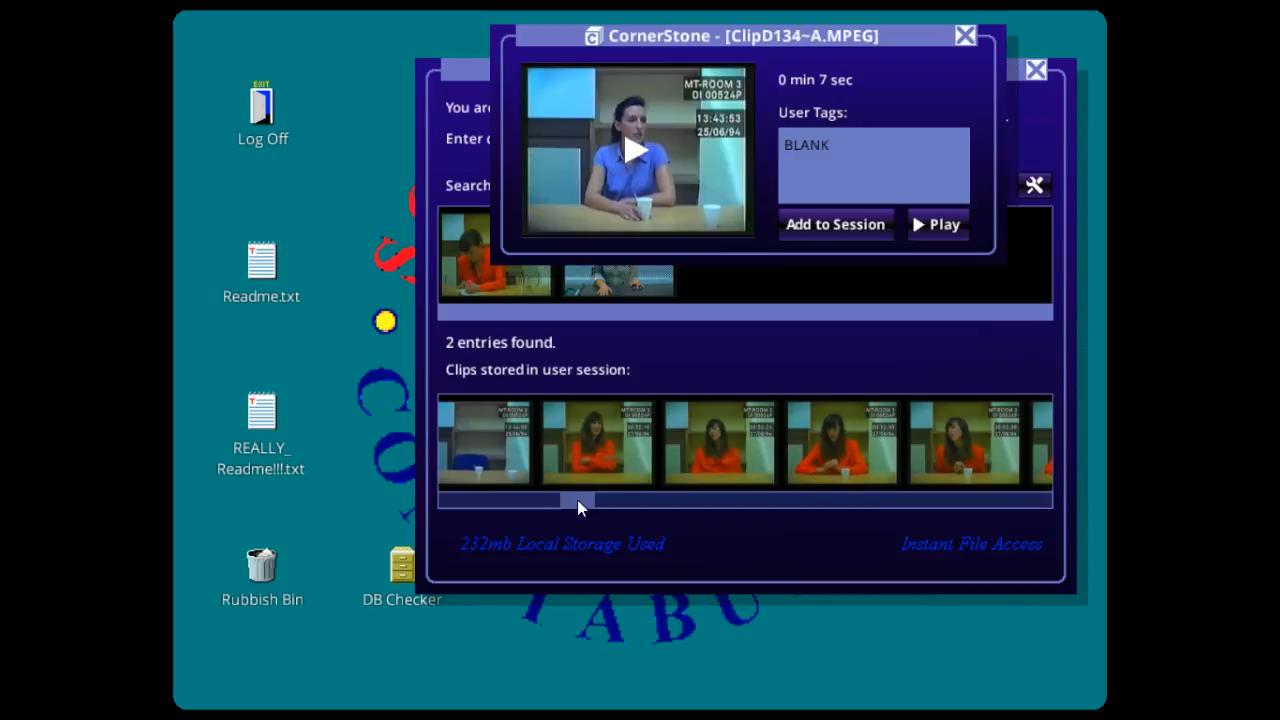 CornerStone - [ClipD134~A.MPEG]
MT-ROOM 3
DI 00524P
13:43:53
25/06/94
0 min 7 sec
User Tags:
BLANK
Add to Session
Play
You are
Enter
Search
2 entries found.
Clips stored in user session:
232mb Local Storage Used
Instant File Access
EXIT
Log Off
Readme.txt
REALLY_
Readme!!!.txt
Rubbish Bin
DB Checker
TABU